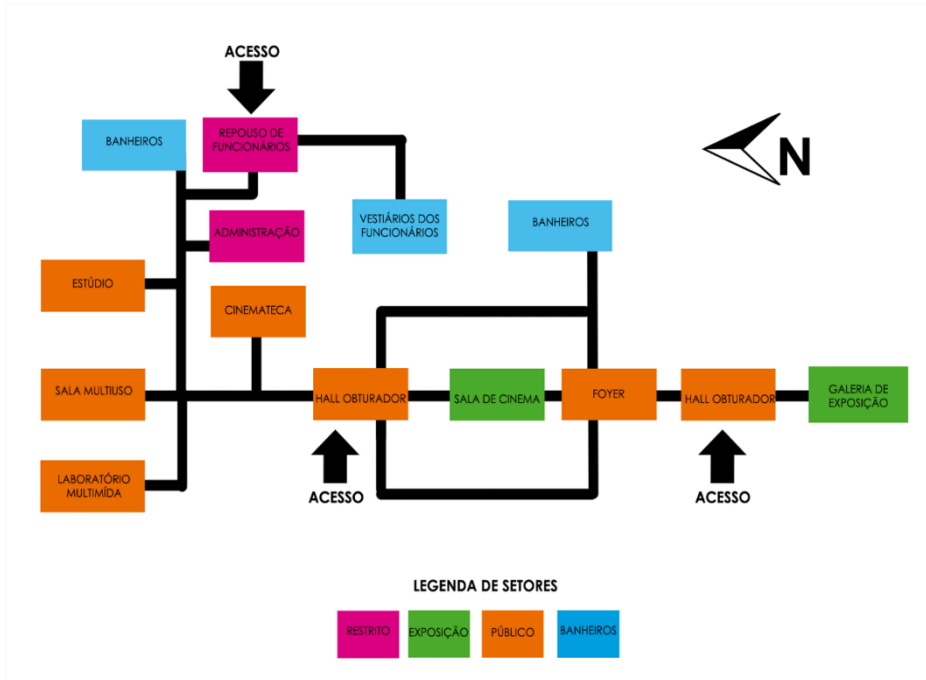 ACESSO
BANHEIROS
REPOUSO DE
FUNCIONÁRIOS
N
VESTIÁRIOS DOS
FUNCIONÁRIOS
BANHEIROS
ADMINISTRAÇÃO
ESTÚDIO
CINEMATECA
SALA MULTIUSO
HALL OBTURADOR
SALA DE CINEMA
FOYER
HALL OBTURADOR
GALERIA DE
EXPOSIÇÃO
LABORATÓRIO
MULTIMÍDA
ACESSO
ACESSO
LEGENDA DE SETORES
RESTRITO
EXPOSIÇÃO
PÚBLICO
BANHEIROS